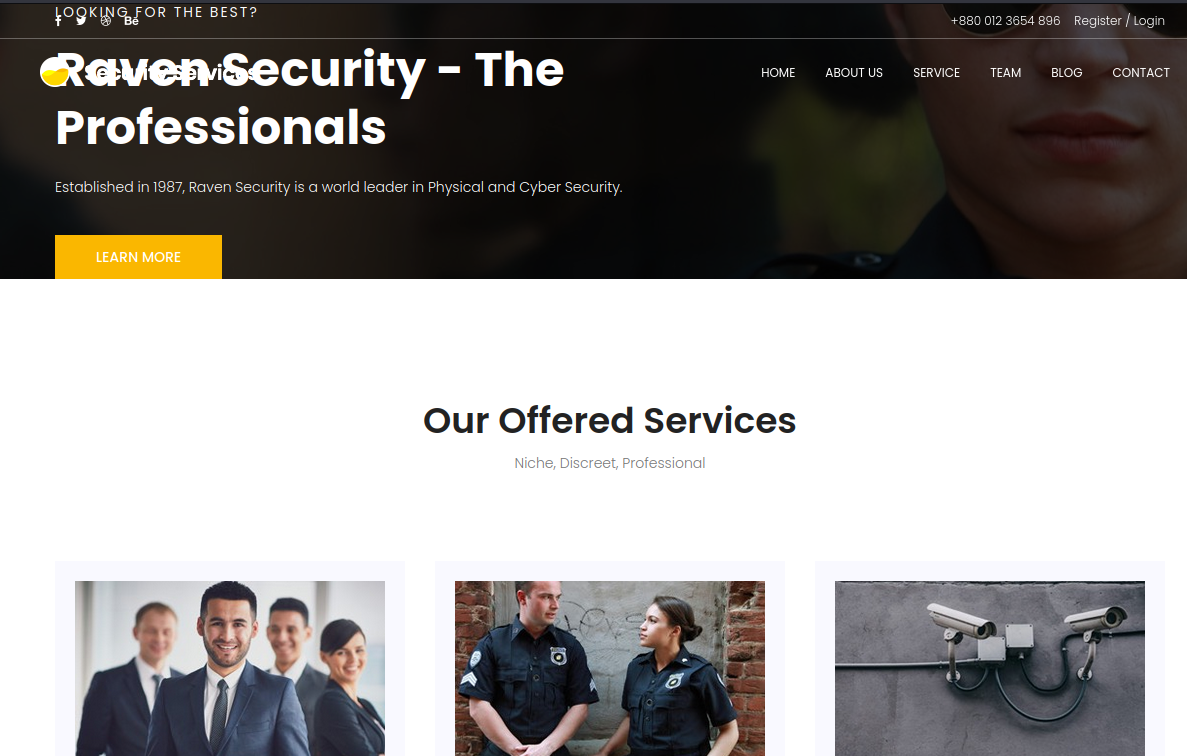 LOOKING FOR THE BEST?
Bē
+880 012 3654 896 Register / Login
Security Services
HOME ABOUT US SERVICE TEAM BLOG CONTACT
Raven Security - The
Professionals
Established in 1987, Raven Security is a world leader in Physical and Cyber Security.
LEARN MORE
Our Offered Services
Niche, Discreet, Professional